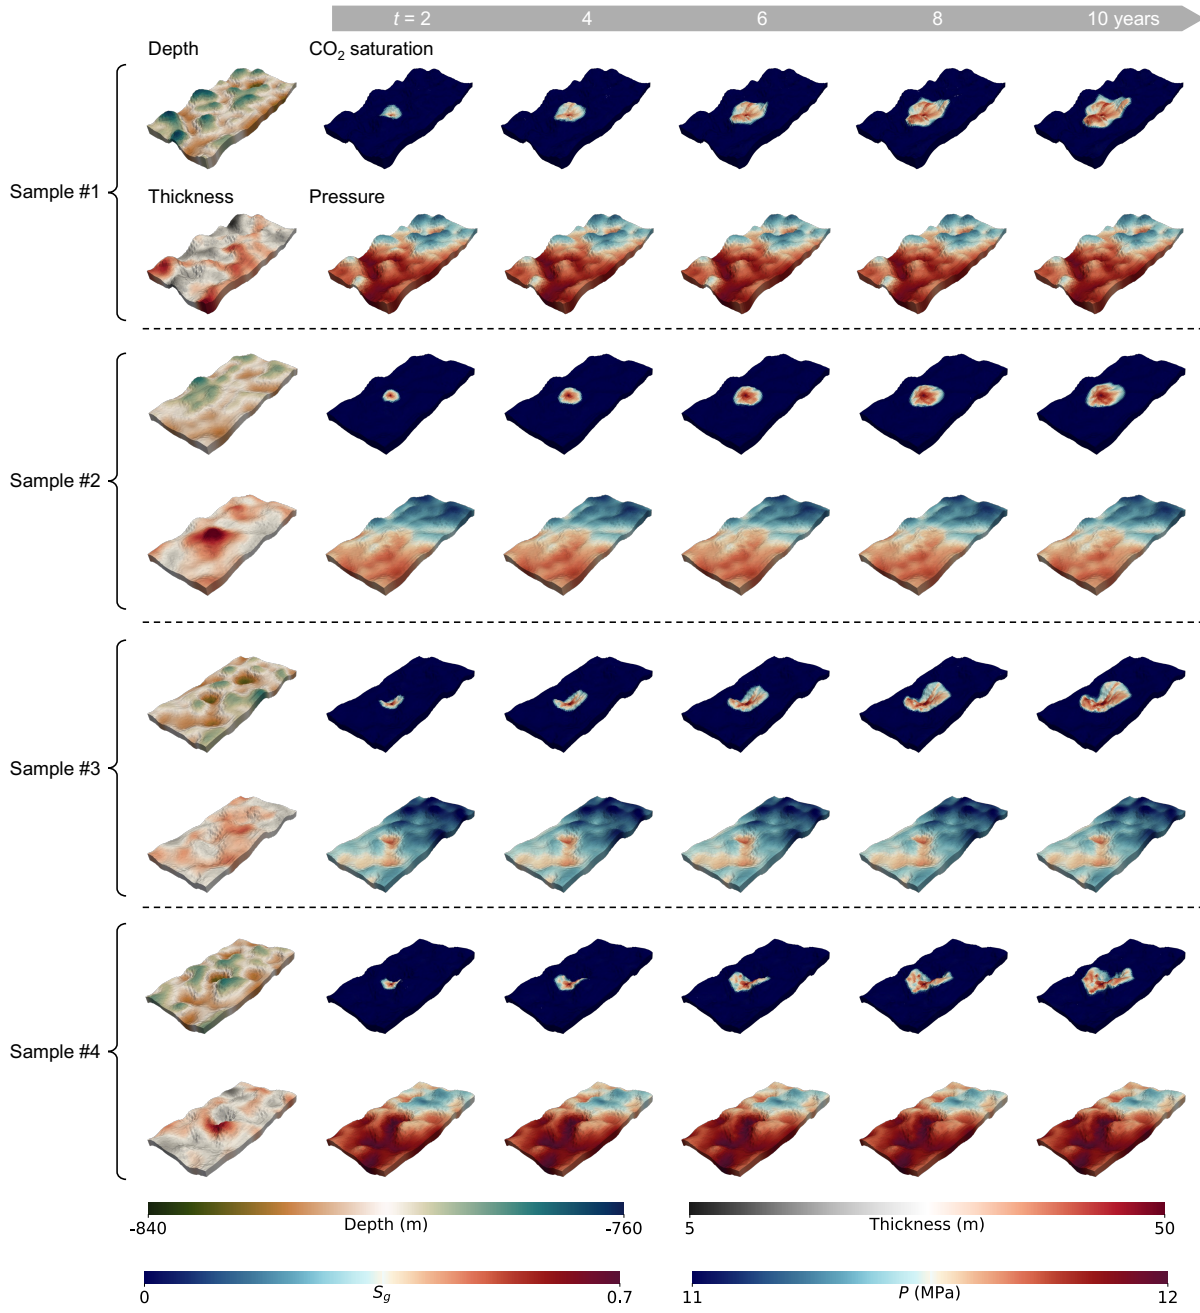 t = 2 4 6 8 10 years
Depth CO₂ saturation
Sample #1
Thickness Pressure
Sample #2
Sample #3
Sample #4
-840 Depth (m) -760
5 Thickness (m) 50
0 S_g 0.7
11 P (MPa) 12